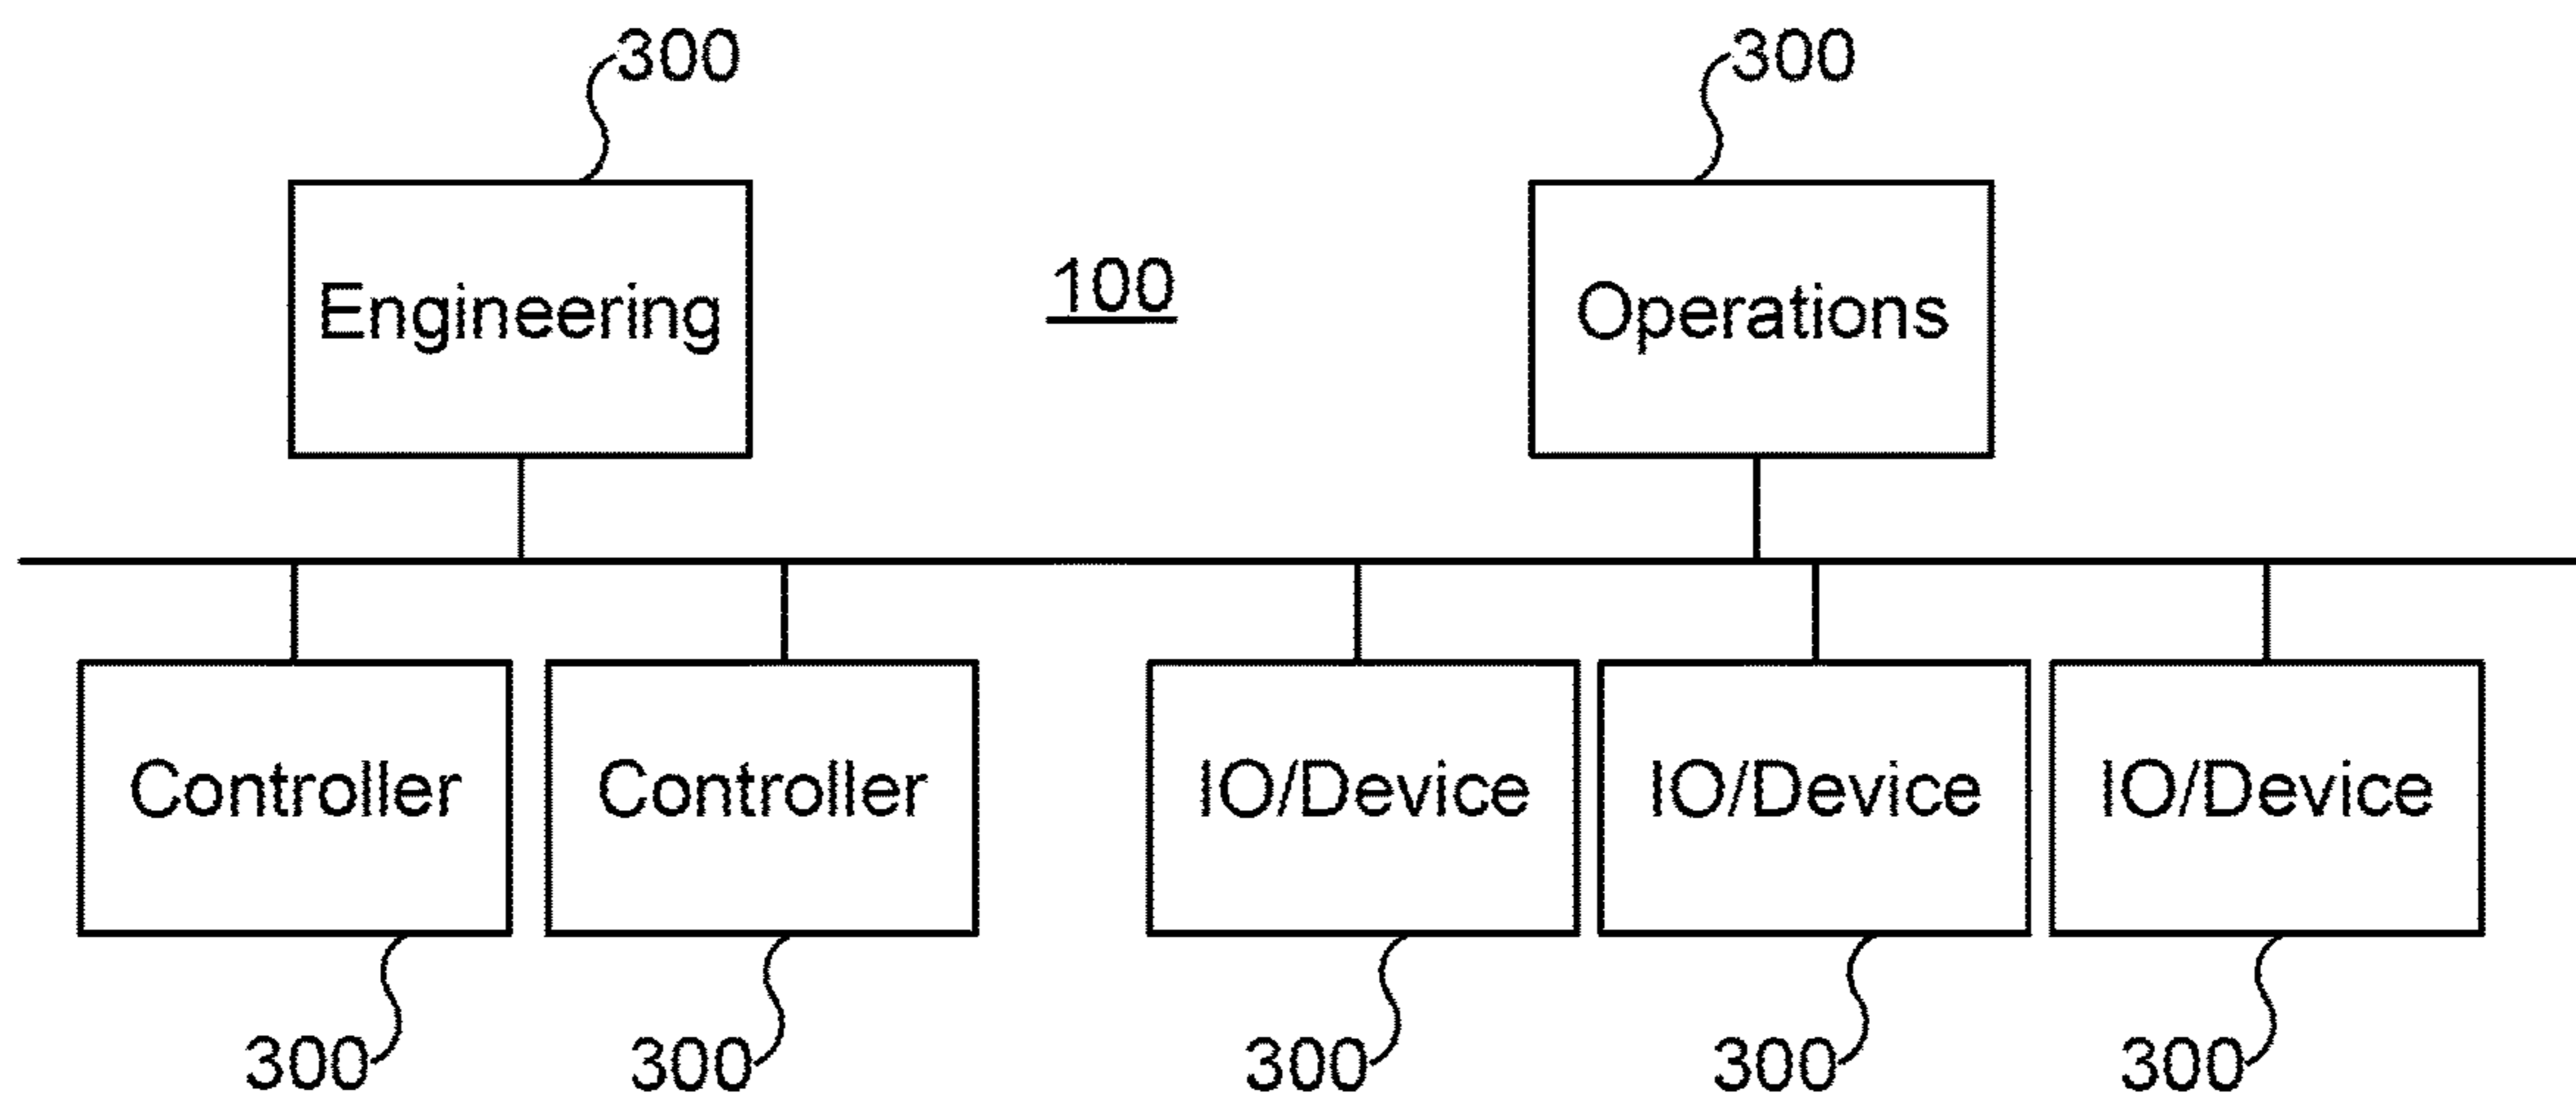 300 300
Engineering 100 Operations
Controller Controller IO/Device IO/Device IO/Device
300 300 300 300 300